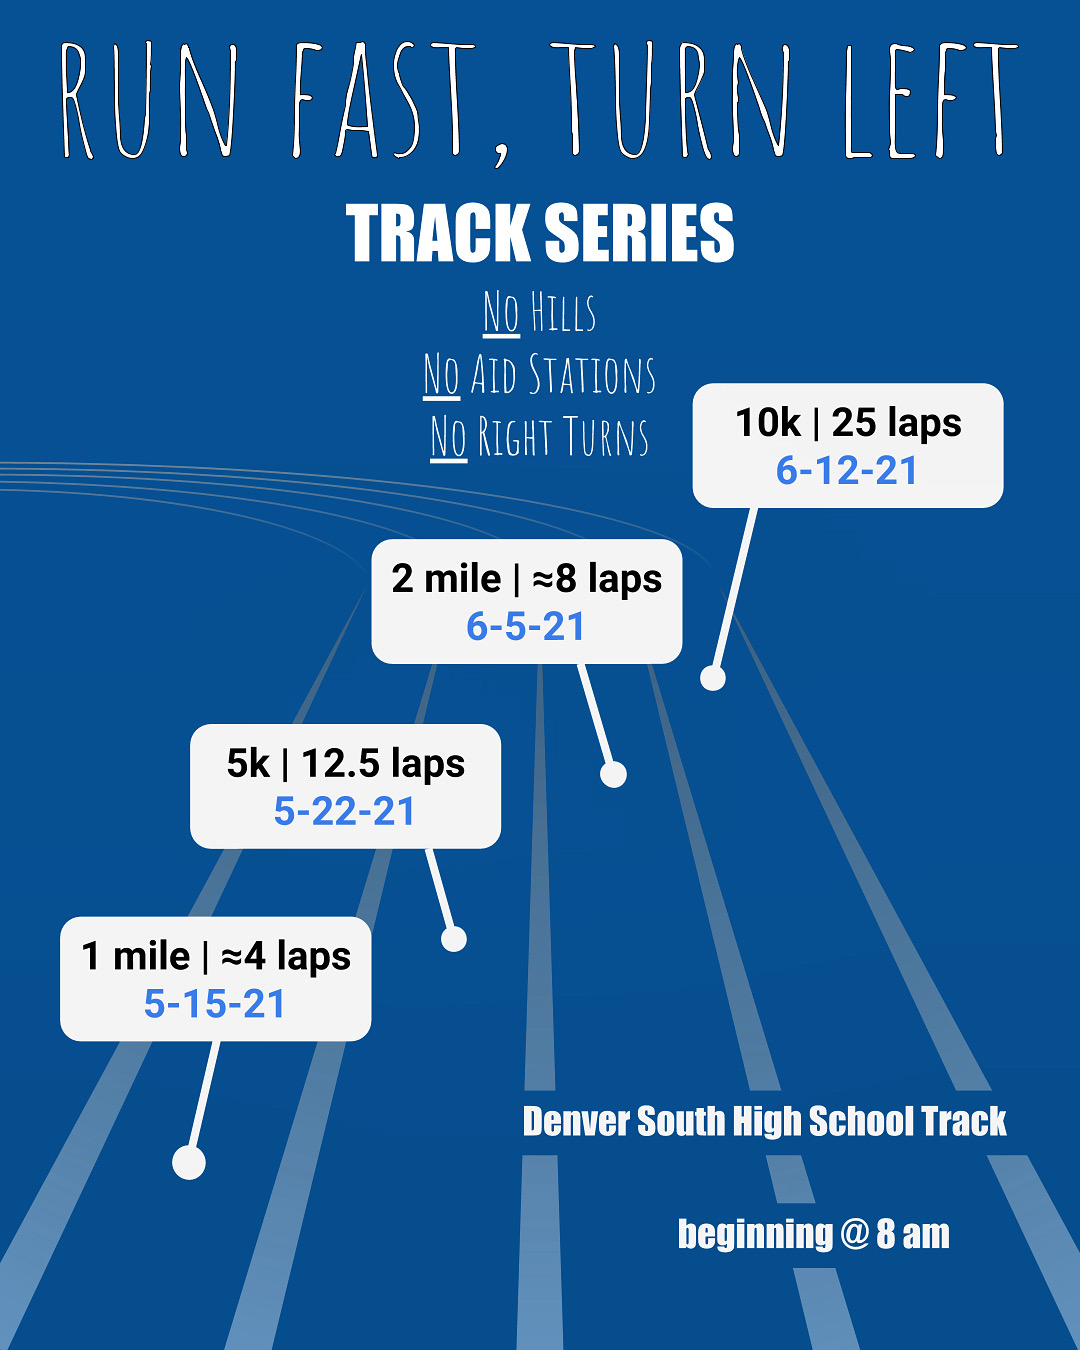 RUN FAST, TURN LEFT
TRACK SERIES
NO HILLS
NO AID STATIONS
NO RIGHT TURNS
10k | 25 laps
6-12-21
2 mile | ≈8 laps
6-5-21
5k | 12.5 laps
5-22-21
1 mile | ≈4 laps
5-15-21
Denver South High School Track
beginning @ 8 am